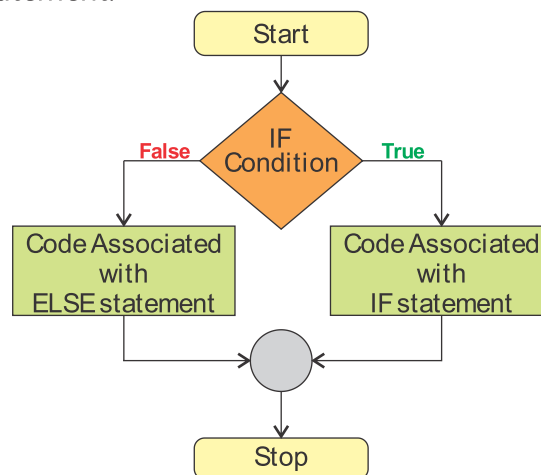 Start
IF
Condition
False
True
Code Associated
with
ELSE statement
Code Associated
with
IF statement
Stop